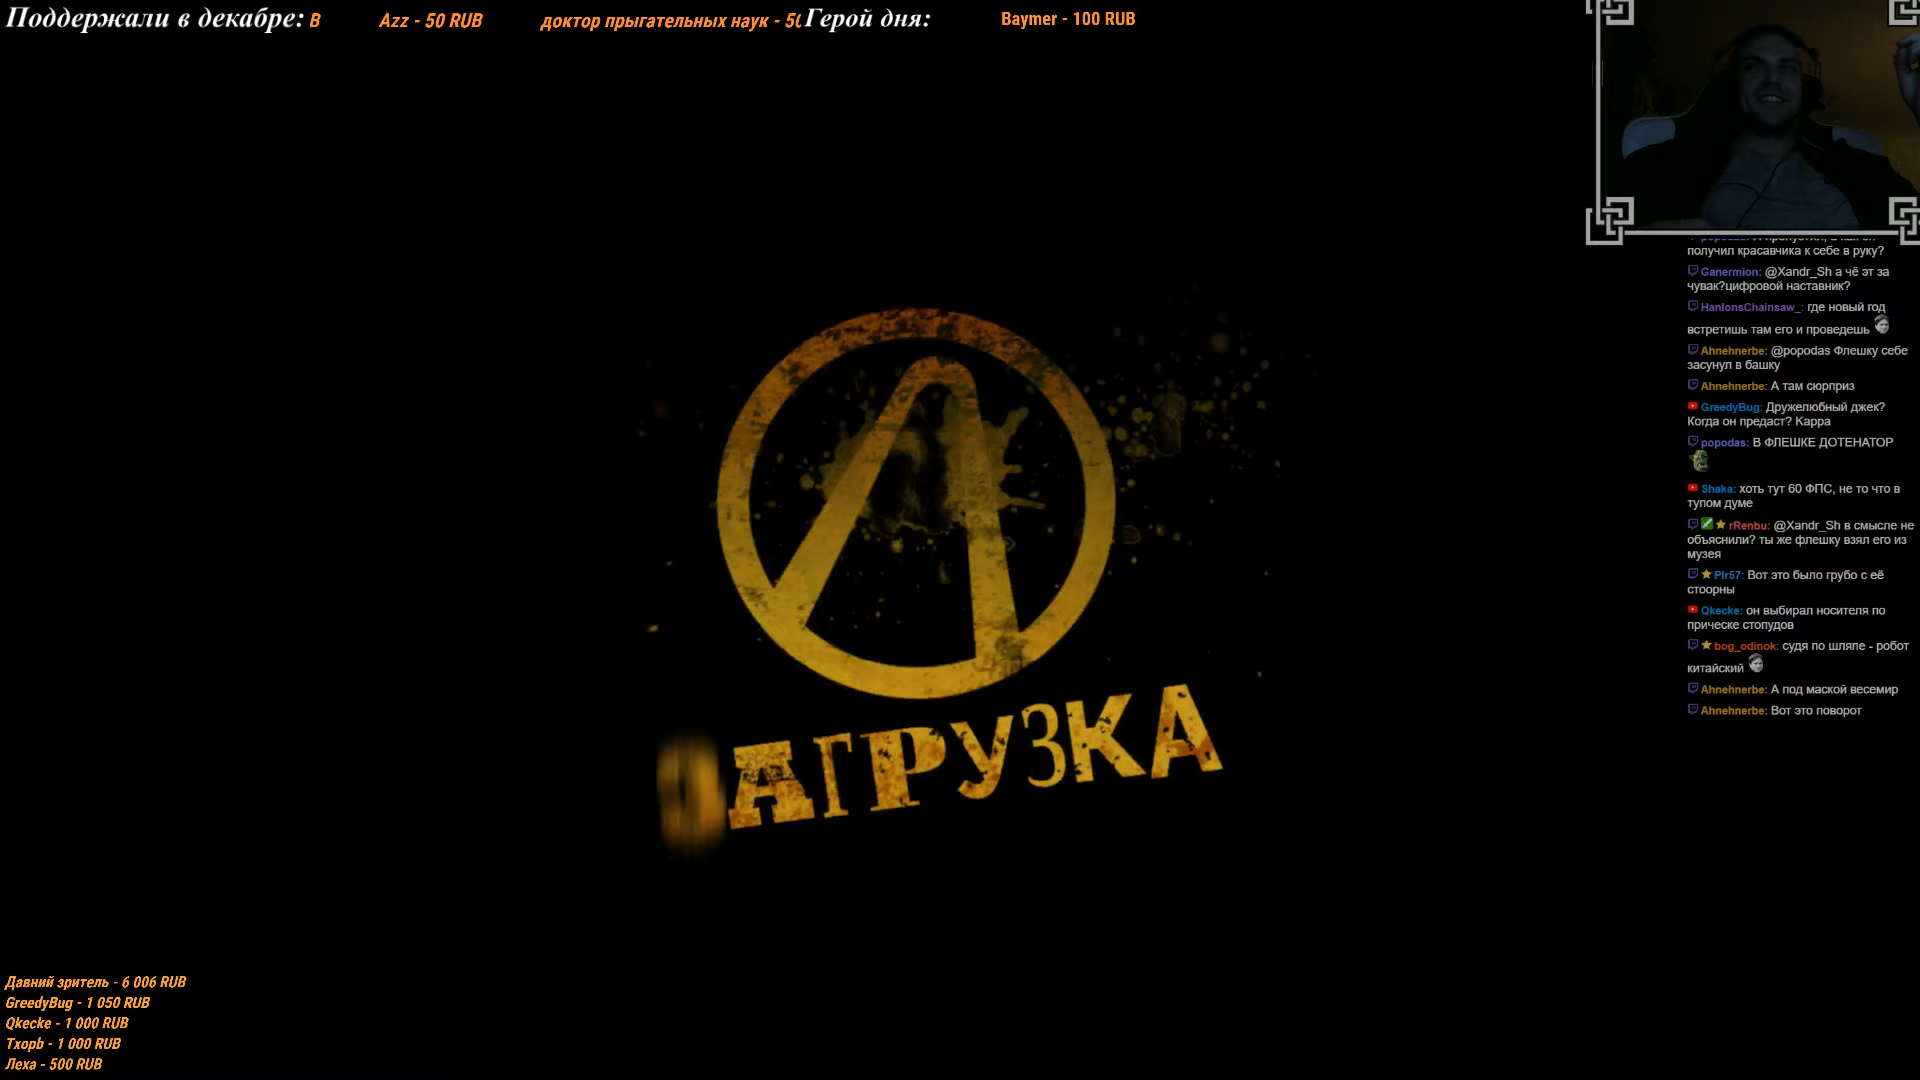 Поддержали в декабре: B Azz - 50 RUB доктор прыгательных наук - 50 Герой дня: Baymer - 100 RUB
получил красавчика к себе в руку?
Ganermion: @Xandr_Sh а чё эт за
чувак?цифровой наставник?
HanlonsChainsaw_: где новый год
встретишь там его и проведешь
Ahnehnerbe: @popodas Флешку себе
засунул в башку
Ahnehnerbe: А там сюрприз
GreedyBug: Дружелюбный джек?
Когда он предаст? Kappa
popodas: В ФЛЕШКЕ ДОТЕНАТОР
Shaka: хоть тут 60 ФПС, не то что в
тупом думе
rRenbu: @Xandr_Sh в смысле не
объяснили? ты же флешку взял его из
музея
Plr57: Вот это было грубо с её
стоорны
Qkecke: он выбирал носителя по
прическе стопудов
bog_odinok: судя по шляпе - робот
китайский
Ahnehnerbe: А под маской весемир
Ahnehnerbe: Вот это поворот
ЗАГРУЗКА
Давний зритель - 6 006 RUB
GreedyBug - 1 050 RUB
Qkecke - 1 000 RUB
Txopb - 1 000 RUB
Леха - 500 RUB